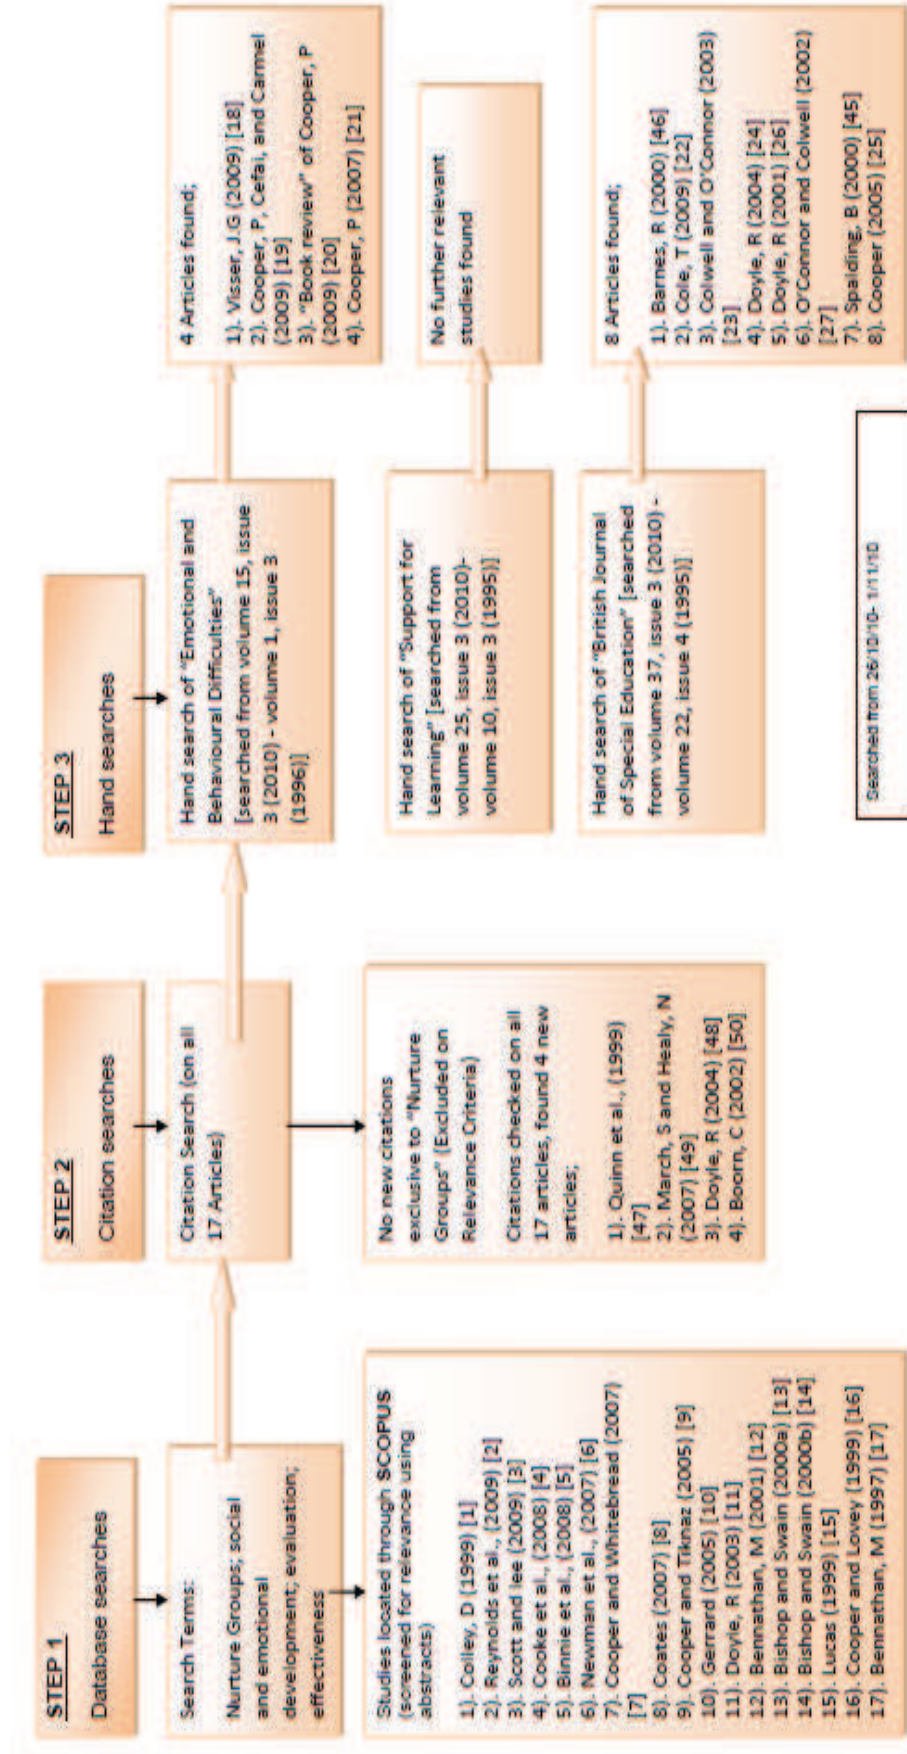 STEP 1
Database searches
Search Terms:
Nurture Groups; social
and emotional
development; evaluation;
effectiveness
Studies located through SCOPUS
(screened for relevance using
abstracts)
1). Colley, D (1999) [1]
2). Reynolds et al., (2009) [2]
3). Scott and lee (2009) [3]
4). Cooke et al., (2008) [4]
5). Binnie et al., (2008) [5]
6). Newman et al., (2007) [6]
7). Cooper and Whitebread (2007)
[7]
8). Coates (2007) [8]
9). Cooper and Tiknaz (2005) [9]
10). Gerrard (2005) [10]
11). Doyle, R (2003) [11]
12). Bennathan, M (2001) [12]
13). Bishop and Swain (2000a) [13]
14). Bishop and Swain (2000b) [14]
15). Lucas (1999) [15]
16). Cooper and Lovey (1999) [16]
17). Bennathan, M (1997) [17]
STEP 2
Citation searches
Citation Search (on all
17 Articles)
No new citations
exclusive to "Nurture
Groups" (Excluded on
Relevance Criteria)
Citations checked on all
17 articles, found 4 new
articles;
1). Quinn et al., (1999)
[47]
2). March, S and Healy, N
(2007) [49]
3). Doyle, R (2004) [48]
4). Boorn, C (2002) [50]
STEP 3
Hand searches
Hand search of "Emotional and
Behavioural Difficulties"
[searched from volume 15, issue
3 (2010) - volume 1, issue 3
(1996)]
4 Articles found;
1). Visser, J.G (2009) [18]
2). Cooper, P, Cefai, and Carmel
(2009) [19]
3). "Book review" of Cooper, P
(2009) [20]
4). Cooper, P (2007) [21]
Hand search of "Support for
Learning" [searched from
volume 25, issue 3 (2010)-
volume 10, issue 3 (1995)]
No further relevant
studies found
Hand search of "British Journal
of Special Education" [searched
from volume 37, issue 3 (2010) -
volume 22, issue 4 (1995)]
8 Articles found;
1). Barnes, R (2000) [46]
2). Cole, T (2009) [22]
3). Colwell and O'Connor (2003)
[23]
4). Doyle, R (2004) [24]
5). Doyle, R (2001) [26]
6). O'Connor and Colwell (2002)
[27]
7). Spalding, B (2000) [45]
8). Cooper (2005) [25]
Searched from 26/10/10- 1/11/10